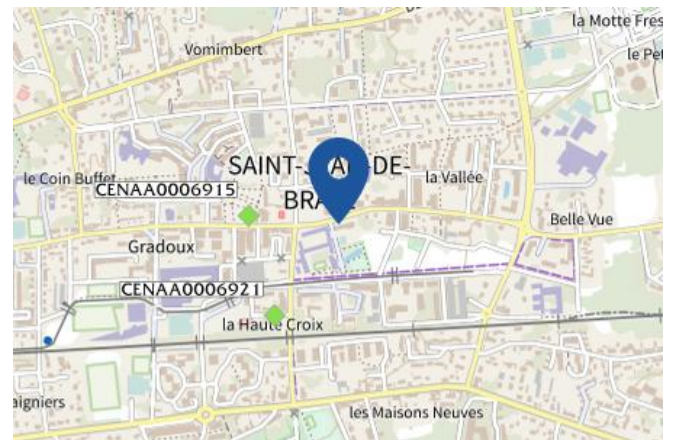 la Motte Fres
Vomimbert
le Pet
SAINT-J AN-DE-
BRA
le Coin Buffet
la Vallée
CENAA0006915
Belle Vue
Gradoux
CENAA0006921
la Haute Croix
aigniers
les Maisons Neuves